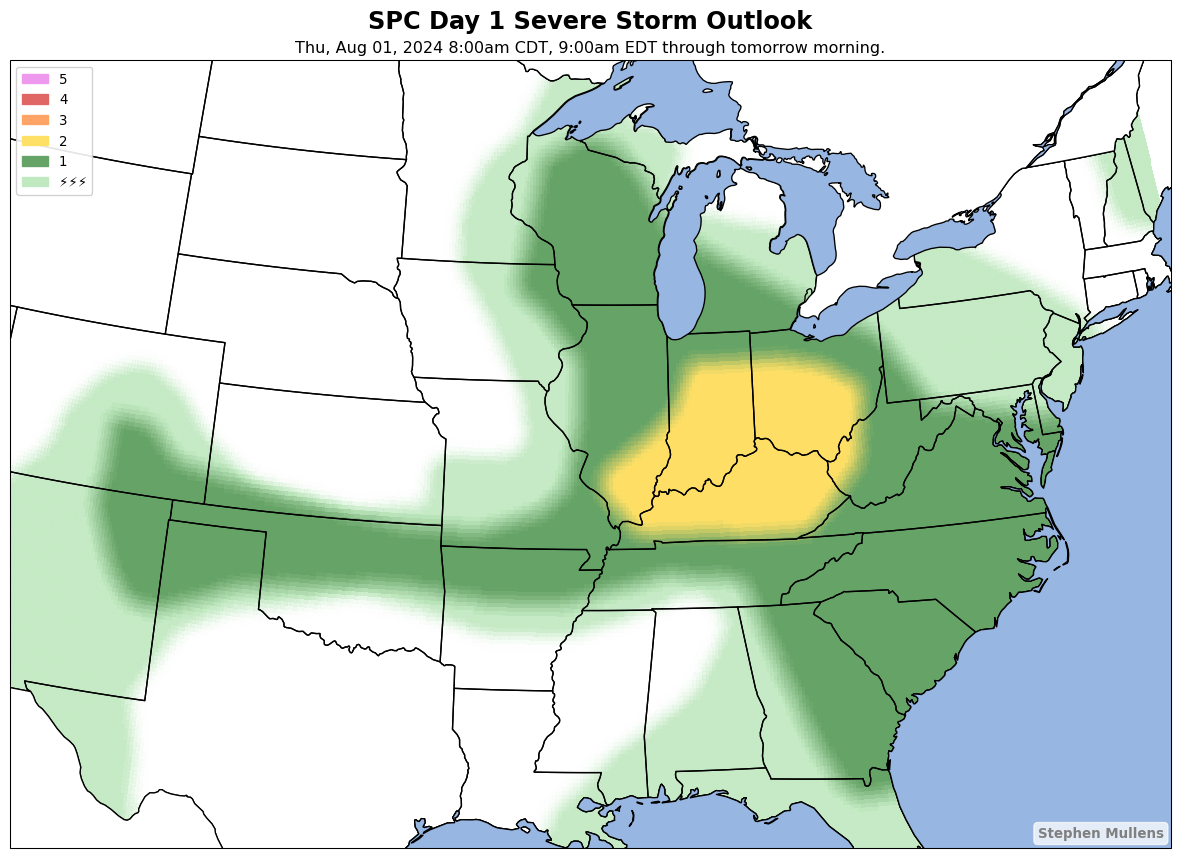 SPC Day 1 Severe Storm Outlook
Thu, Aug 01, 2024 8:00am CDT, 9:00am EDT through tomorrow morning.
5
4
3
2
1
⚡⚡⚡
Stephen Mullens